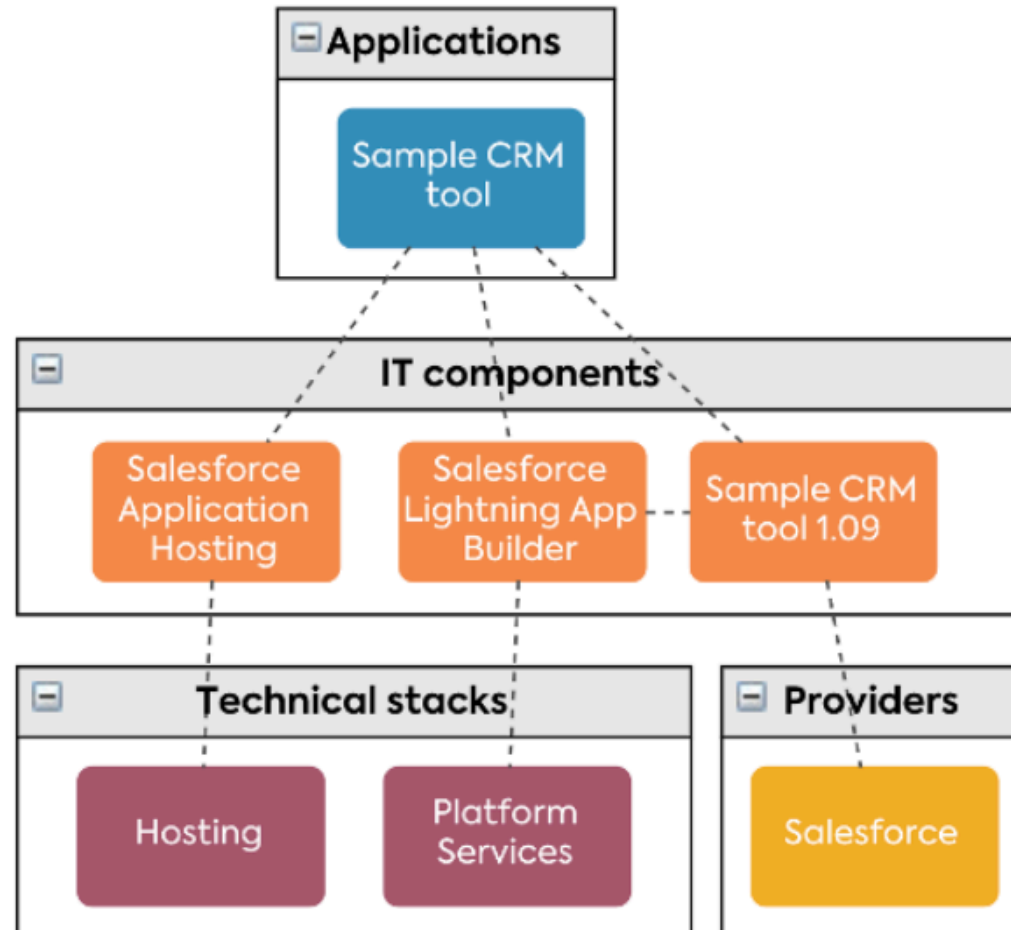 Applications
Sample CRM
tool
IT components
Salesforce
Application
Hosting
Salesforce
Lightning App
Builder
Sample CRM
tool 1.09
Technical stacks
Providers
Hosting
Platform
Services
Salesforce